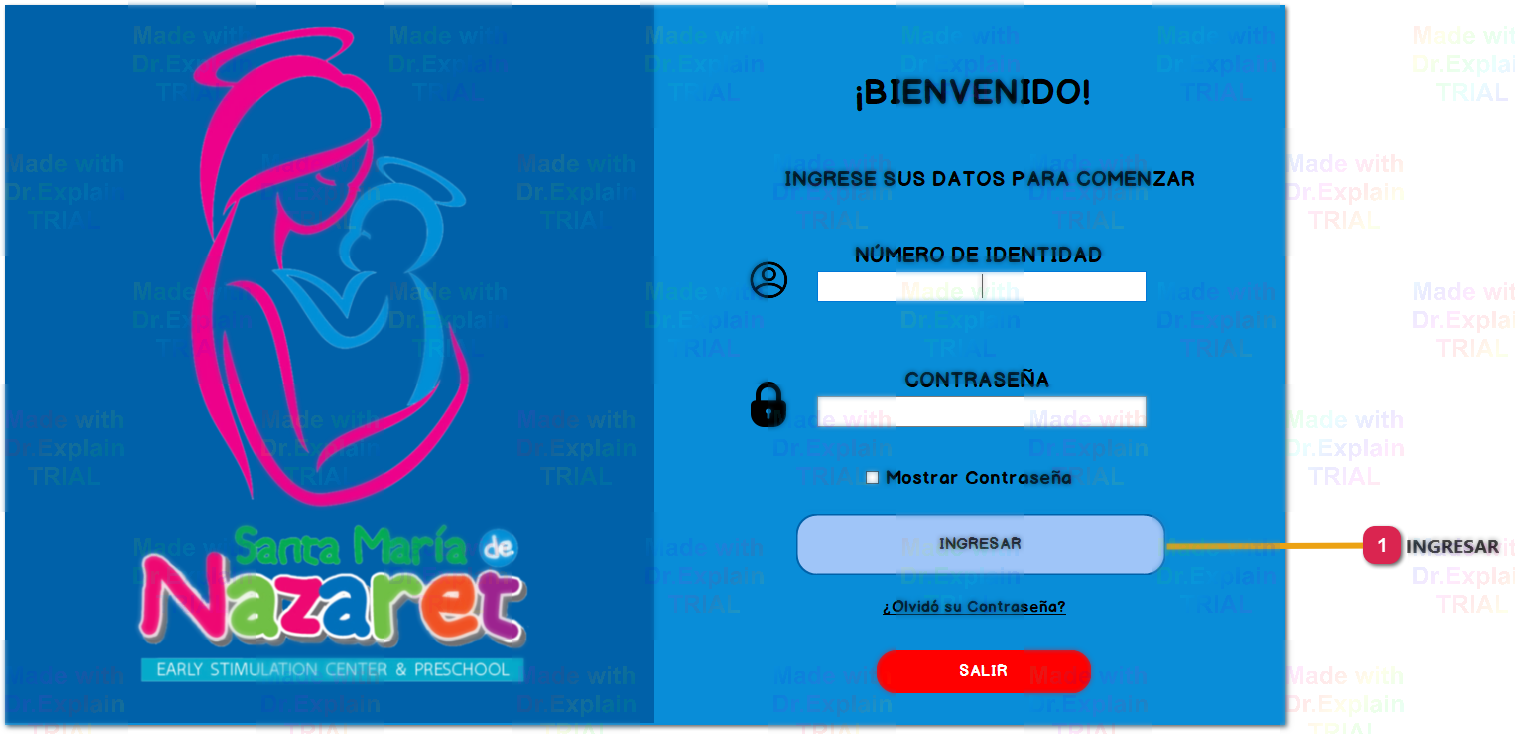 ¡BIENVENIDO!
INGRESE SUS DATOS PARA COMENZAR
NÚMERO DE IDENTIDAD
CONTRASEÑA
Mostrar Contraseña
INGRESAR
1 INGRESAR
¿Olvidó su Contraseña?
SALIR
Santa María de
Nazaret
EARLY STIMULATION CENTER & PRESCHOOL
Made with
Dr.Explain
TRIAL